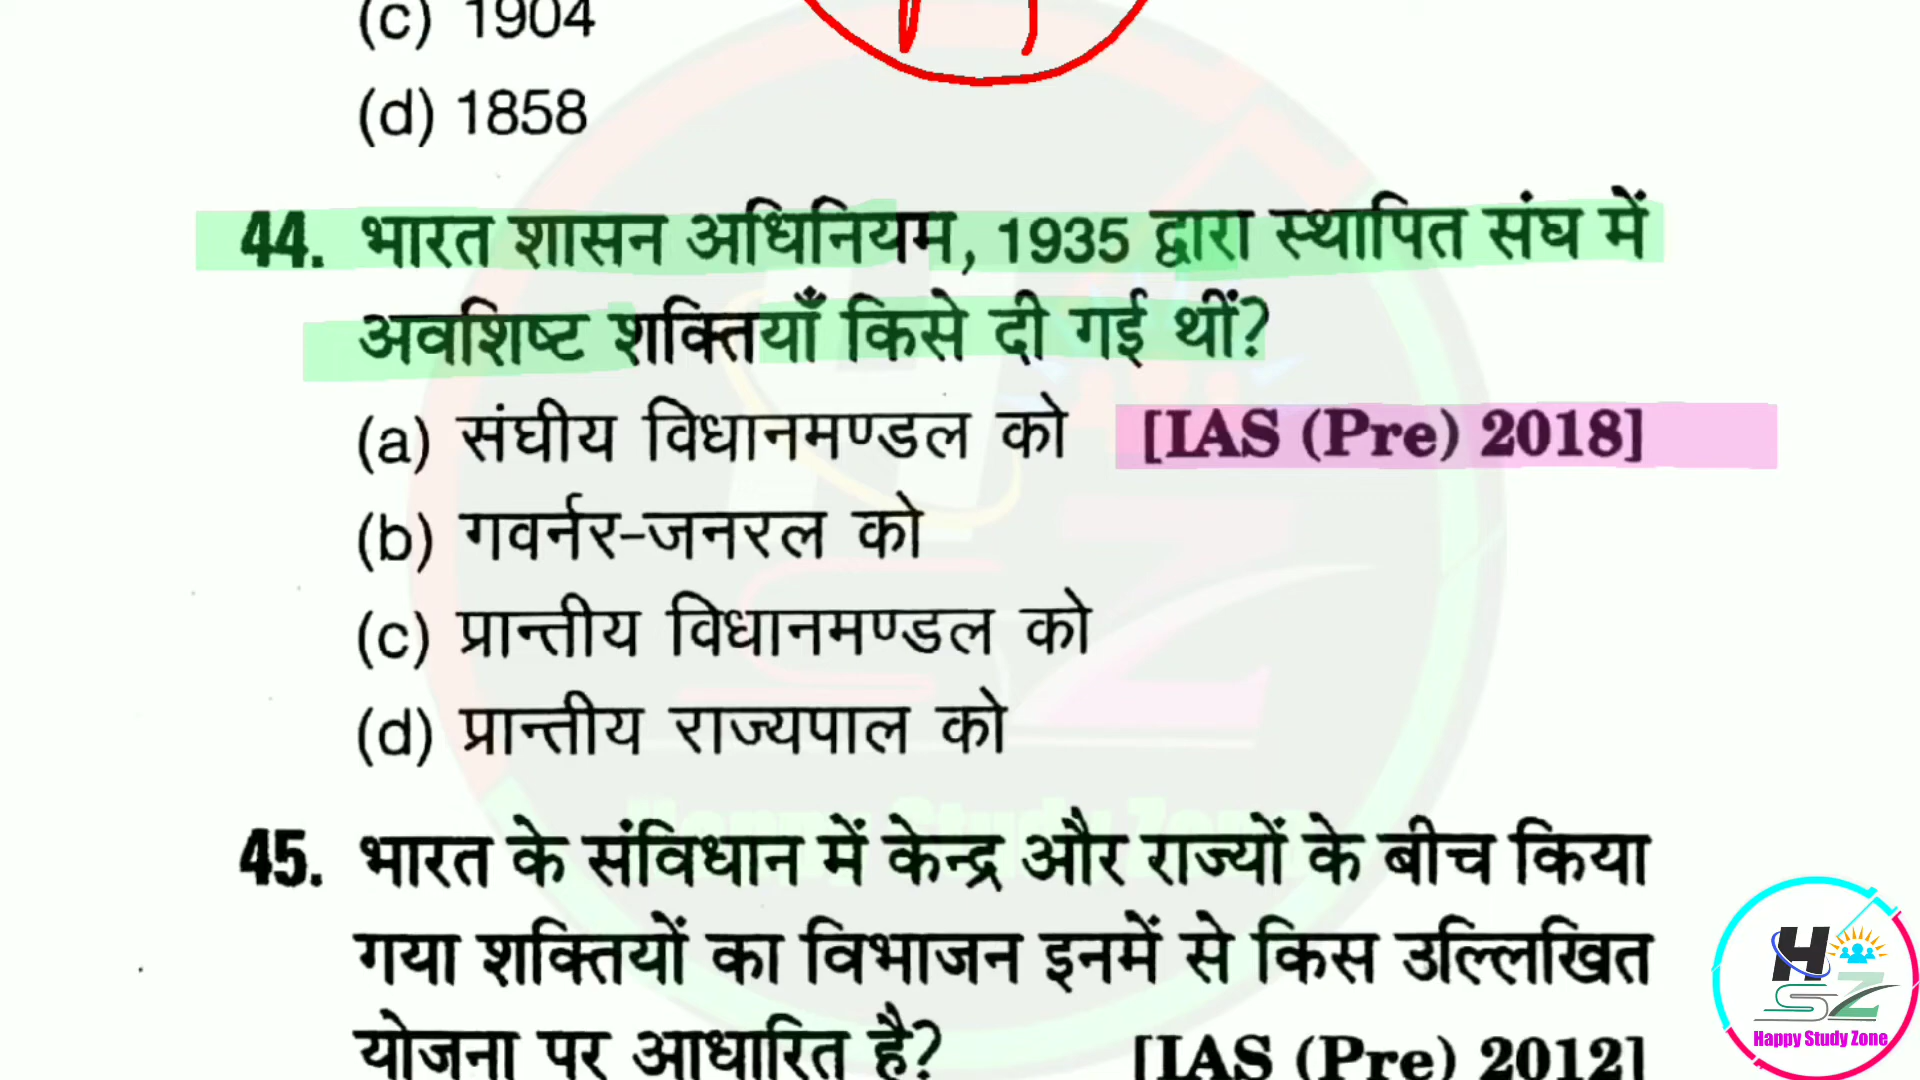 (c) 1904
(d) 1858
44. भारत शासन अधिनियम, 1935 द्वारा स्थापित संघ में
अवशिष्ट शक्तियाँ किसे दी गई थीं?
(a) संघीय विधानमण्डल को [IAS (Pre) 2018]
(b) गवर्नर-जनरल को
(c) प्रान्तीय विधानमण्डल को
(d) प्रान्तीय राज्यपाल को
45. भारत के संविधान में केन्द्र और राज्यों के बीच किया
गया शक्तियों का विभाजन इनमें से किस उल्लिखित
योजना पर आधारित है? [IAS (Pre) 2012]
HSZ
Happy Study Zone